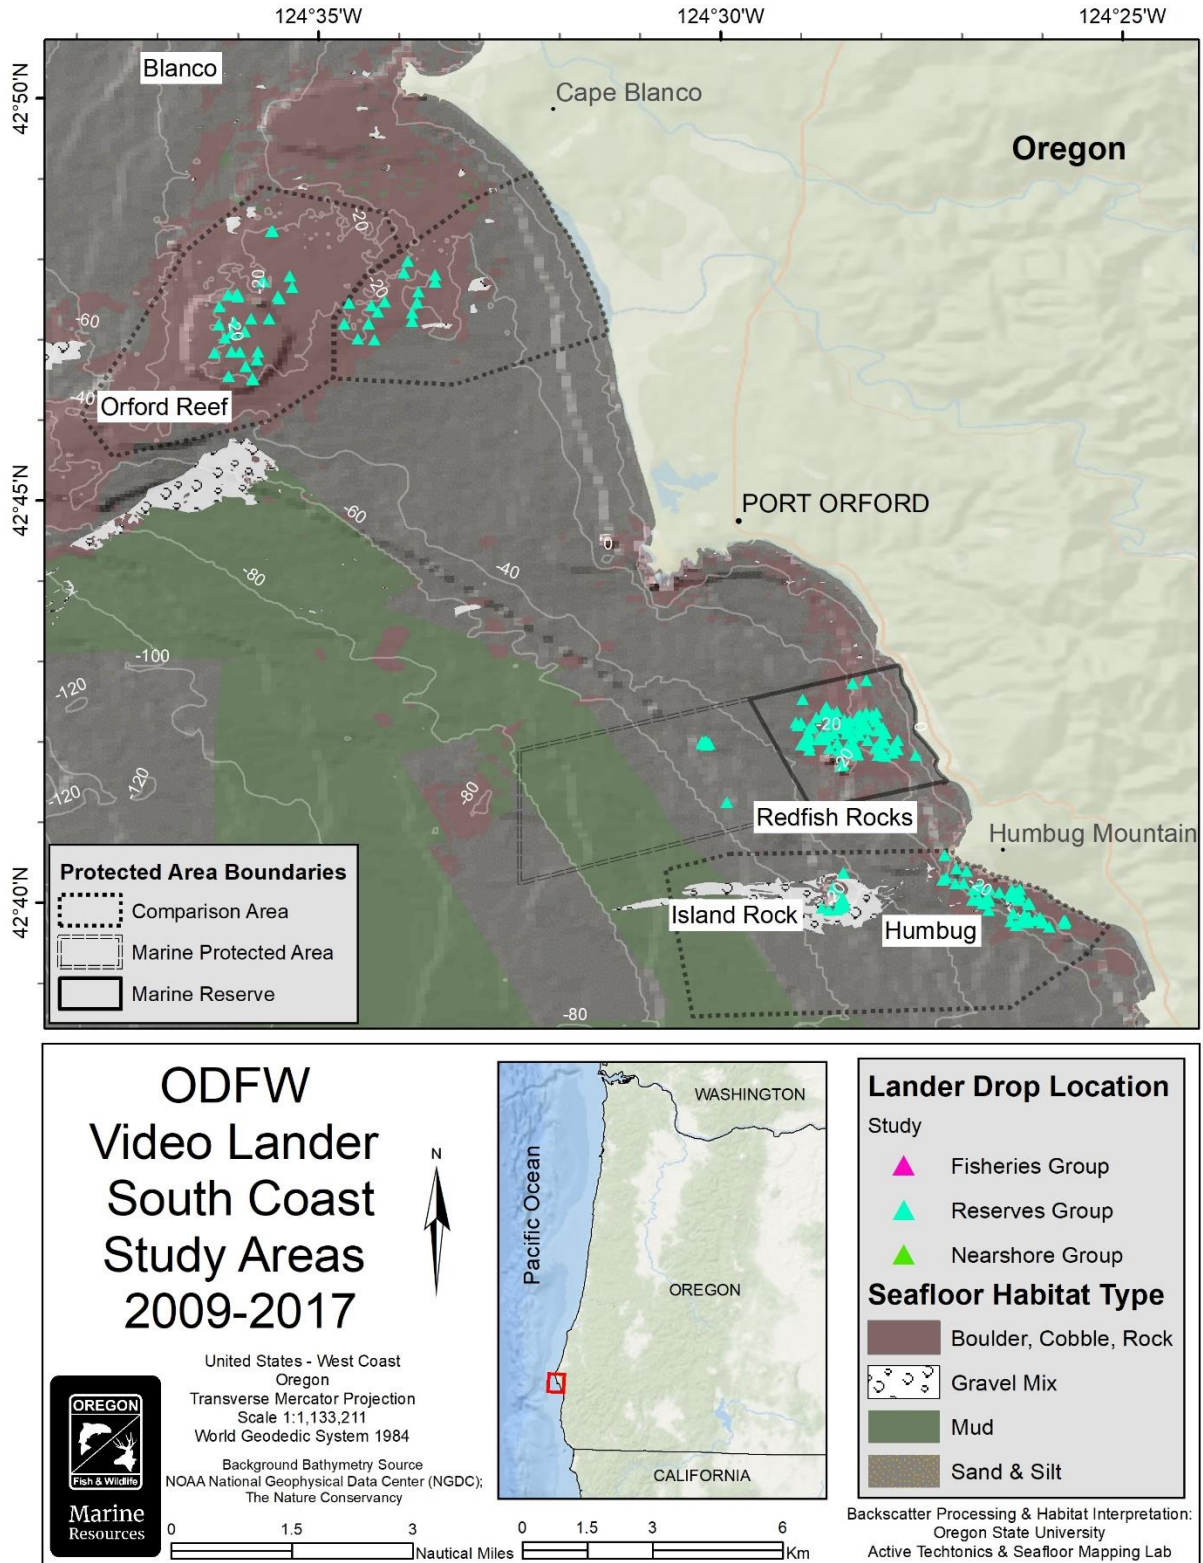 124°35'W
124°30'W
124°25'W
42°50'N
Blanco
Cape Blanco
Oregon
-20
-20
-20
-20
-60
-40
Orford Reef
42°45'N
-60
PORT ORFORD
0
-40
-80
-100
-120
-120
-120
-80
-20
-20
0
Redfish Rocks
Humbug Mountain
42°40'N
-20
-20
Island Rock
Humbug
-80
Protected Area Boundaries
Comparison Area
Marine Protected Area
Marine Reserve
ODFW
Video Lander
South Coast
Study Areas
2009-2017
N
United States - West Coast
Oregon
Transverse Mercator Projection
Scale 1:1,133,211
World Geodedic System 1984
Background Bathymetry Source
NOAA National Geophysical Data Center (NGDC);
The Nature Conservancy
OREGON
Fish & Wildlife
Marine
Resources
0 1.5 3
Nautical Miles
0 1.5 3 6
Km
Pacific Ocean
WASHINGTON
OREGON
CALIFORNIA
Lander Drop Location
Study
Fisheries Group
Reserves Group
Nearshore Group
Seafloor Habitat Type
Boulder, Cobble, Rock
Gravel Mix
Mud
Sand & Silt
Backscatter Processing & Habitat Interpretation:
Oregon State University
Active Techtonics & Seafloor Mapping Lab